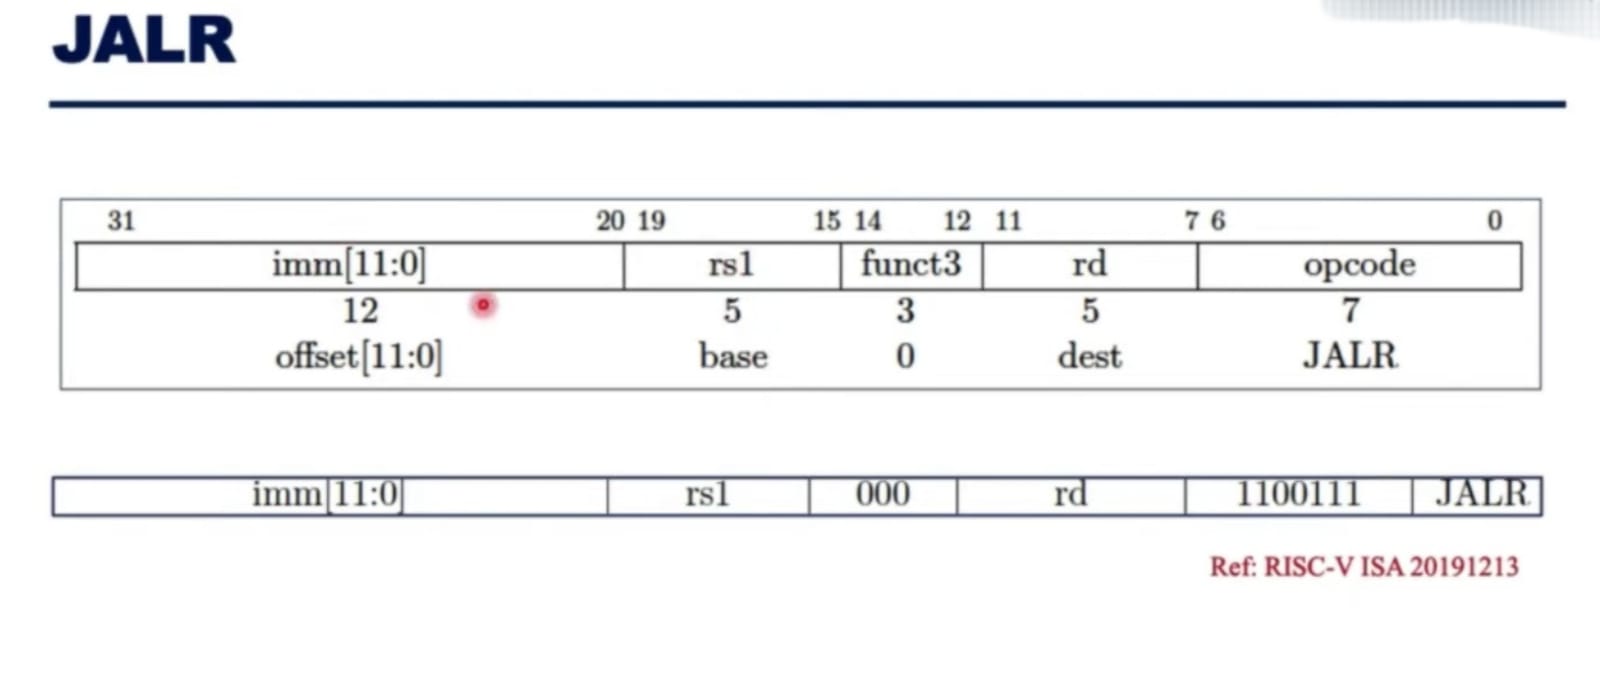 JALR
31 20 19 15 14 12 11 7 6 0
imm[11:0] rs1 funct3 rd opcode
12 5 3 5 7
offset[11:0] base 0 dest JALR
imm[11:0] rs1 000 rd 1100111 JALR
Ref: RISC-V ISA 20191213